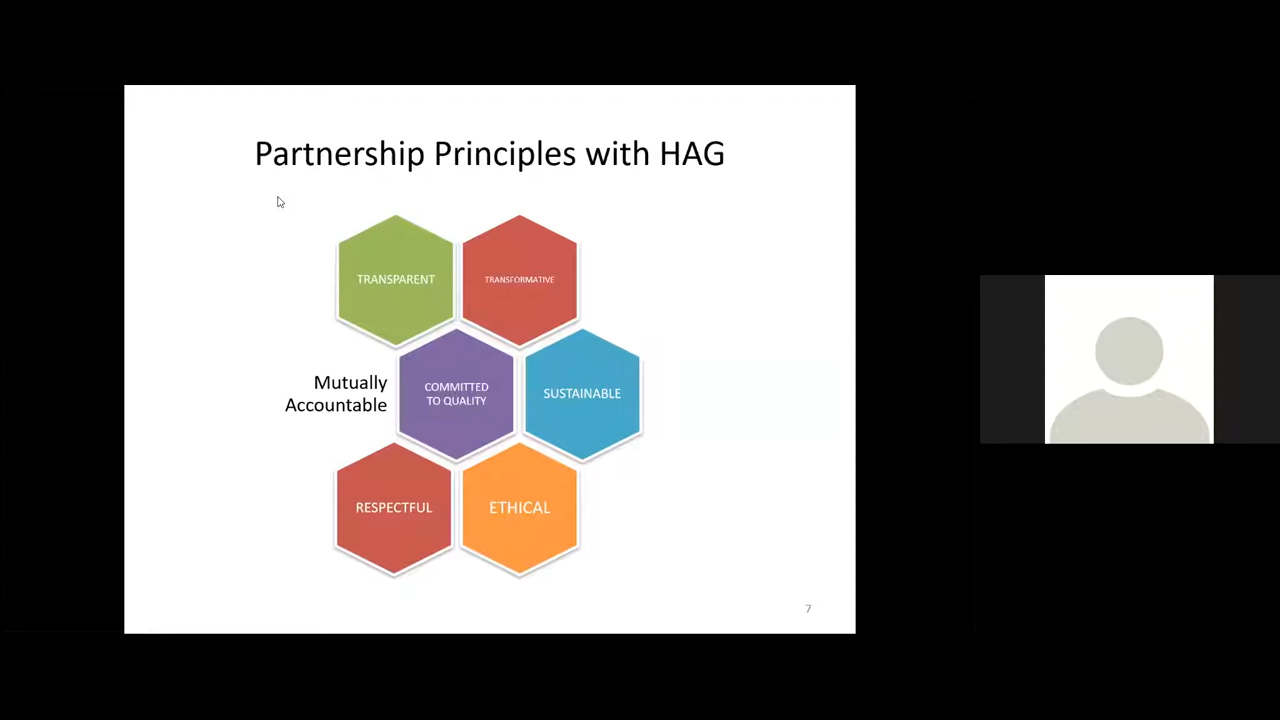 Partnership Principles with HAG
TRANSPARENT
TRANSFORMATIVE
Mutually
Accountable
COMMITTED
TO QUALITY
SUSTAINABLE
RESPECTFUL
ETHICAL
7